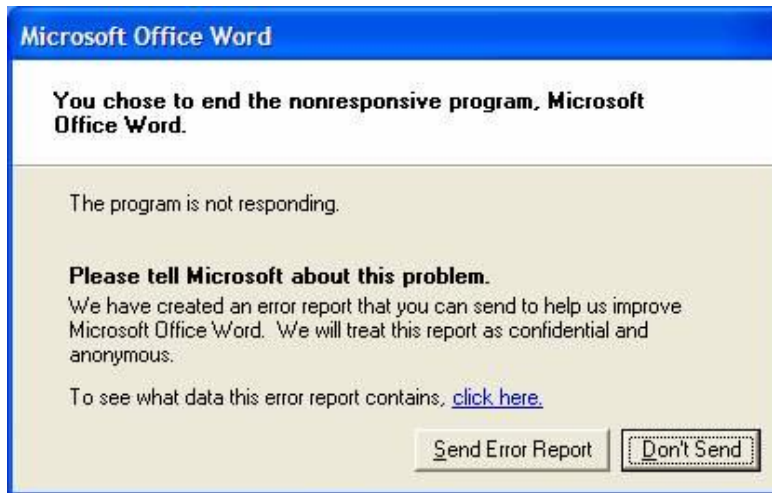 Microsoft Office Word
You chose to end the nonresponsive program, Microsoft
Office Word.
The program is not responding.
Please tell Microsoft about this problem.
We have created an error report that you can send to help us improve
Microsoft Office Word. We will treat this report as confidential and
anonymous.
To see what data this error report contains, click here.
Send Error Report Don't Send